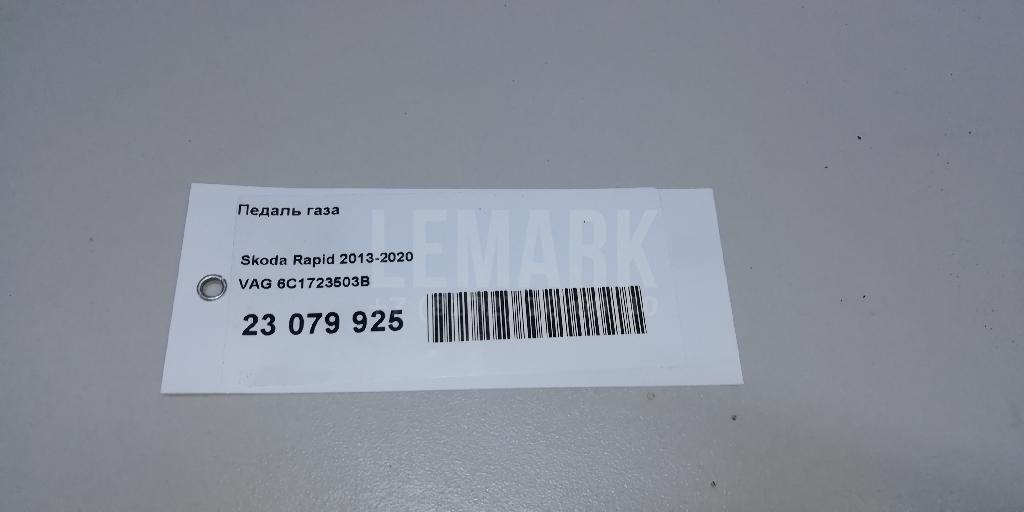 Педаль газа
LEMARK
Skoda Rapid 2013-2020
VAG 6C1723503B
23 079 925